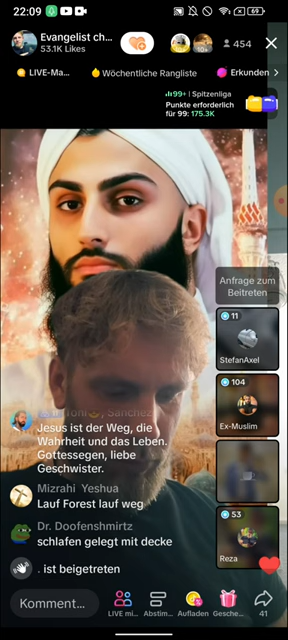 22:09
69
Evangelist ch...
53.1K Likes
10+
454
LIVE-Ma...
Wöchentliche Rangliste
Erkunden
99+ | Spitzenliga
Punkte erforderlich
für 99: 175.3K
Anfrage zum
Beitreten
11
StefanAxel
104
Ex-Muslim
53
Reza
Sanchez
Jesus ist der Weg, die
Wahrheit und das Leben.
Gottessegen, liebe
Geschwister.
Mizrahi Yeshua
Lauf Forest lauf weg
Dr. Doofenshmirtz
schlafen gelegt mit decke
. ist beigetreten
Komment...
LIVE mi...
Abstim...
Aufladen
Gesche...
41